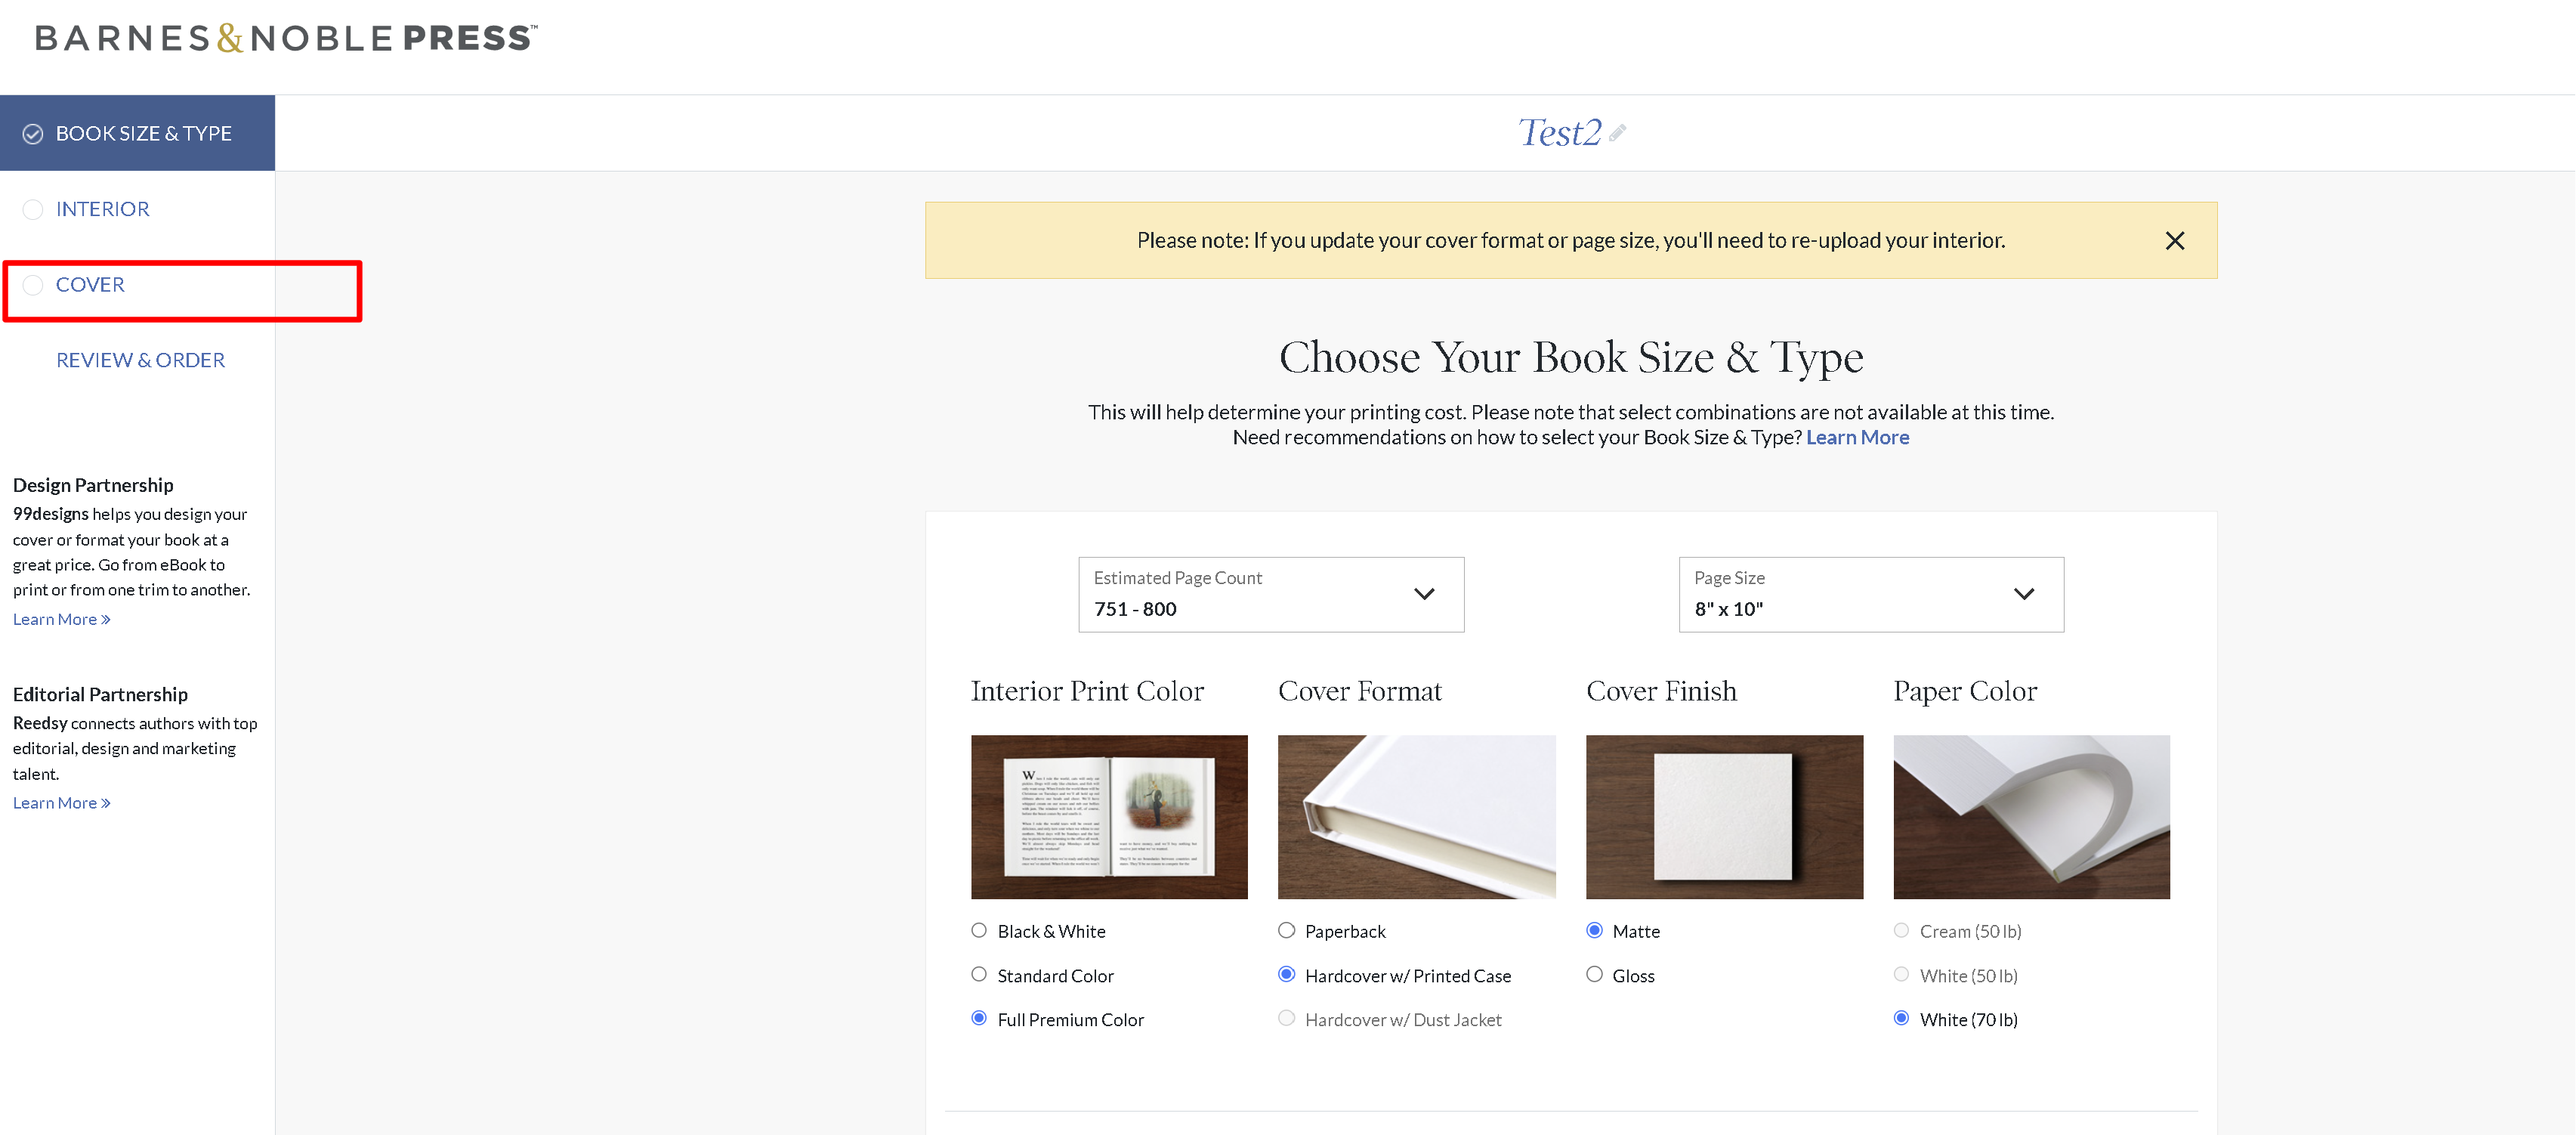 BARNES&NOBLE PRESS™
BOOK SIZE & TYPE
INTERIOR
COVER
REVIEW & ORDER
Design Partnership
99designs helps you design your
cover or format your book at a
great price. Go from eBook to
print or from one trim to another.
Learn More »
Editorial Partnership
Reedsy connects authors with top
editorial, design and marketing
talent.
Learn More »
Test2
Please note: If you update your cover format or page size, you'll need to re-upload your interior.
Choose Your Book Size & Type
This will help determine your printing cost. Please note that select combinations are not available at this time.
Need recommendations on how to select your Book Size & Type? Learn More
Estimated Page Count
751 - 800
Page Size
8" x 10"
Interior Print Color
Black & White
Standard Color
Full Premium Color
Cover Format
Paperback
Hardcover w/ Printed Case
Hardcover w/ Dust Jacket
Cover Finish
Matte
Gloss
Paper Color
Cream (50 lb)
White (50 lb)
White (70 lb)